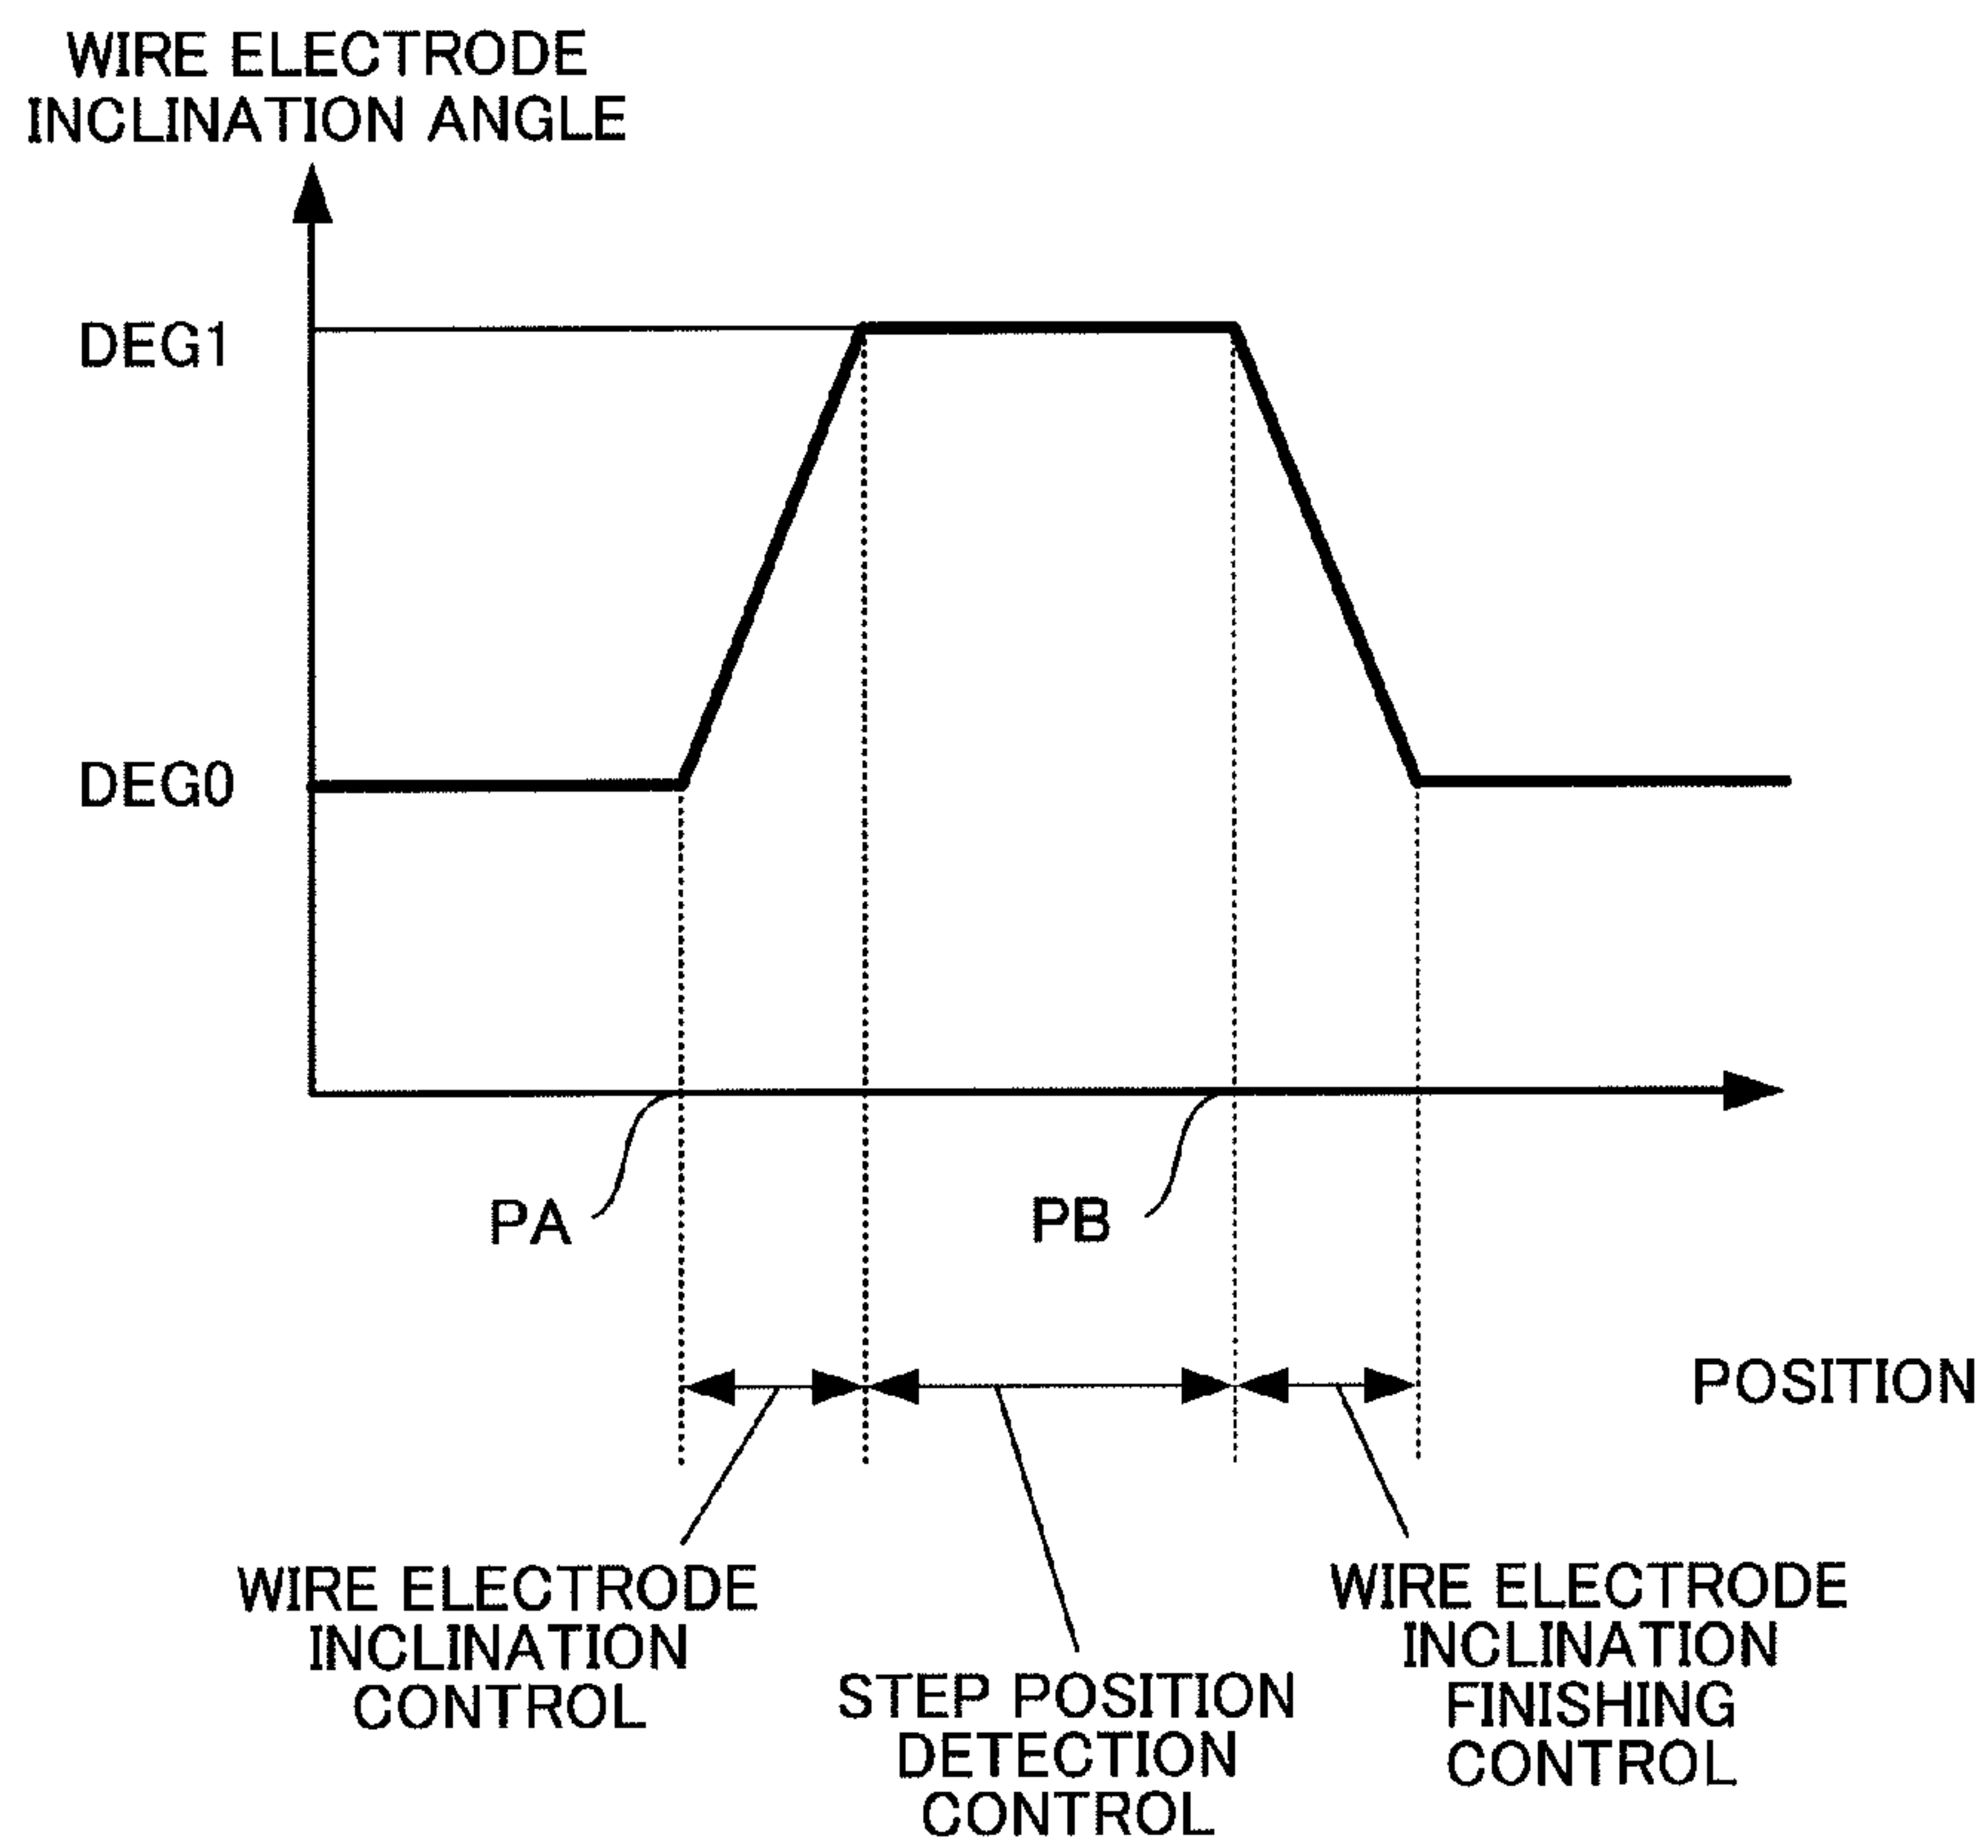 WIRE ELECTRODE
INCLINATION ANGLE
DEG1
DEG0
PA
PB
POSITION
WIRE ELECTRODE
INCLINATION
CONTROL
STEP POSITION
DETECTION
CONTROL
WIRE ELECTRODE
INCLINATION
FINISHING
CONTROL